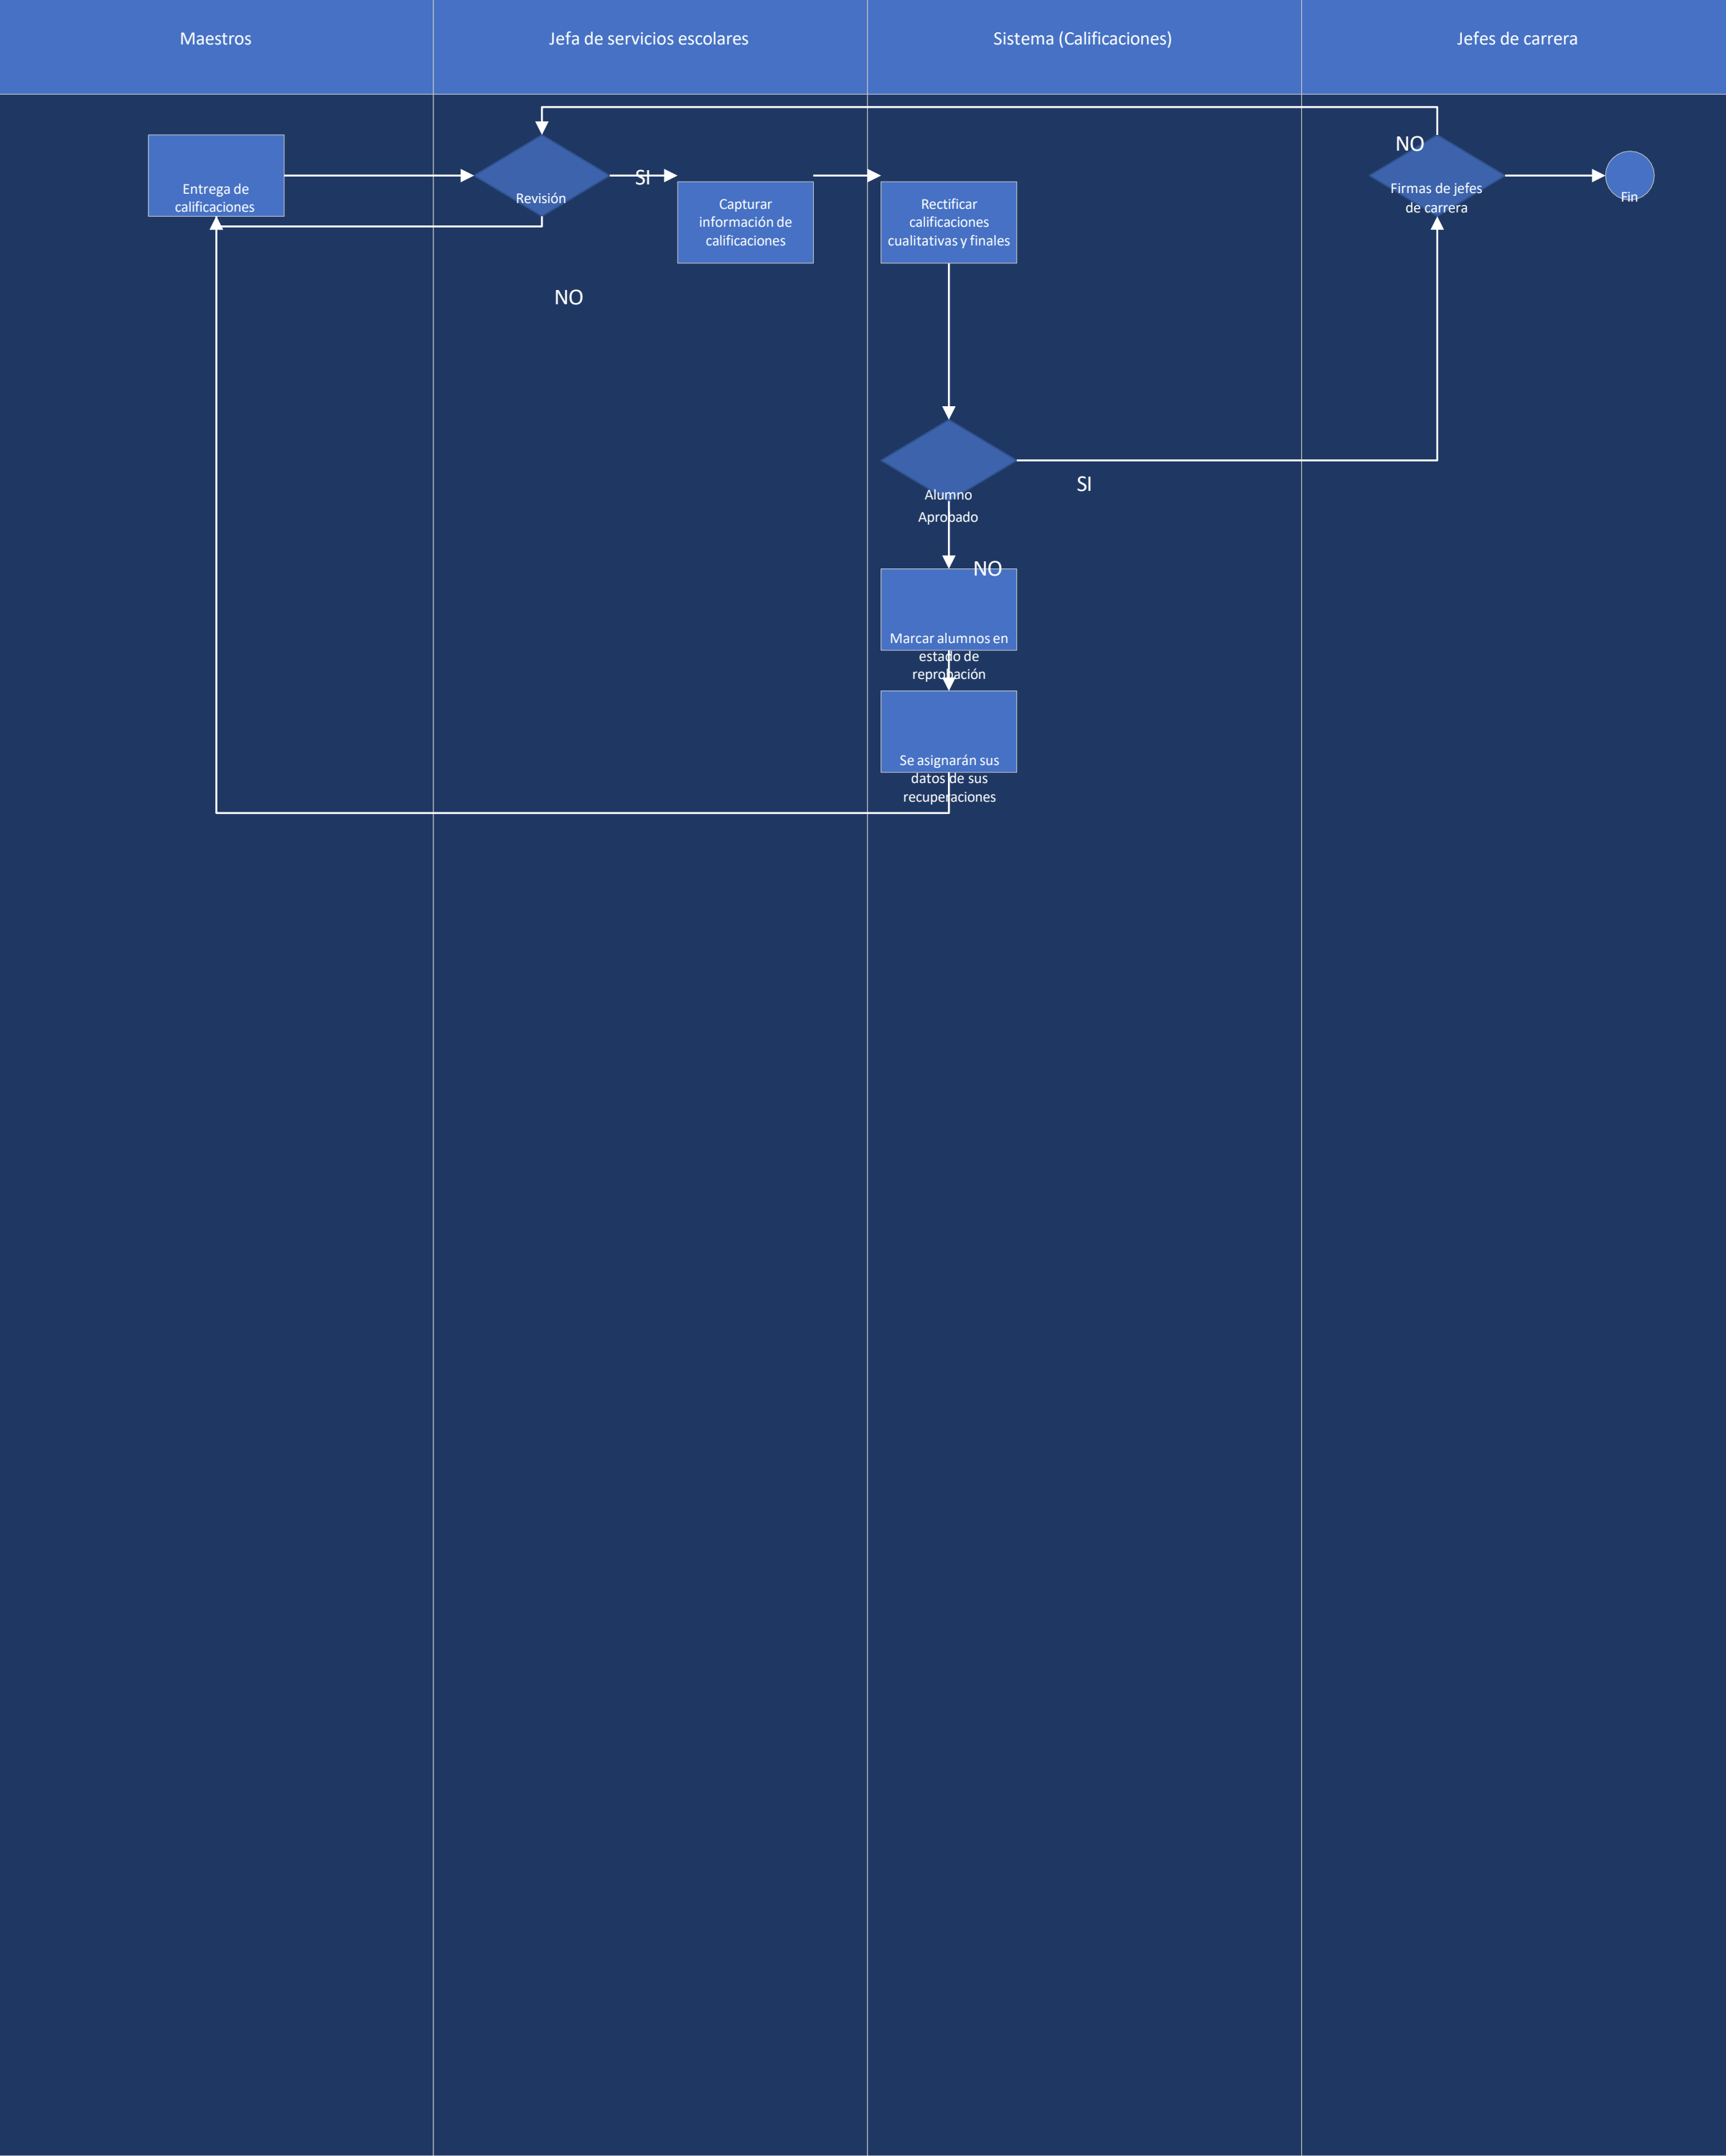 Maestros
Jefa de servicios escolares
Sistema (Calificaciones)
Jefes de carrera
Entrega de
calificaciones
Revisión
SI
NO
Capturar
información de
calificaciones
Rectificar
calificaciones
cualitativas y finales
Alumno
Aprobado
SI
NO
Marcar alumnos en
estado de
reprobación
Se asignarán sus
datos de sus
recuperaciones
NO
Firmas de jefes
de carrera
Fin